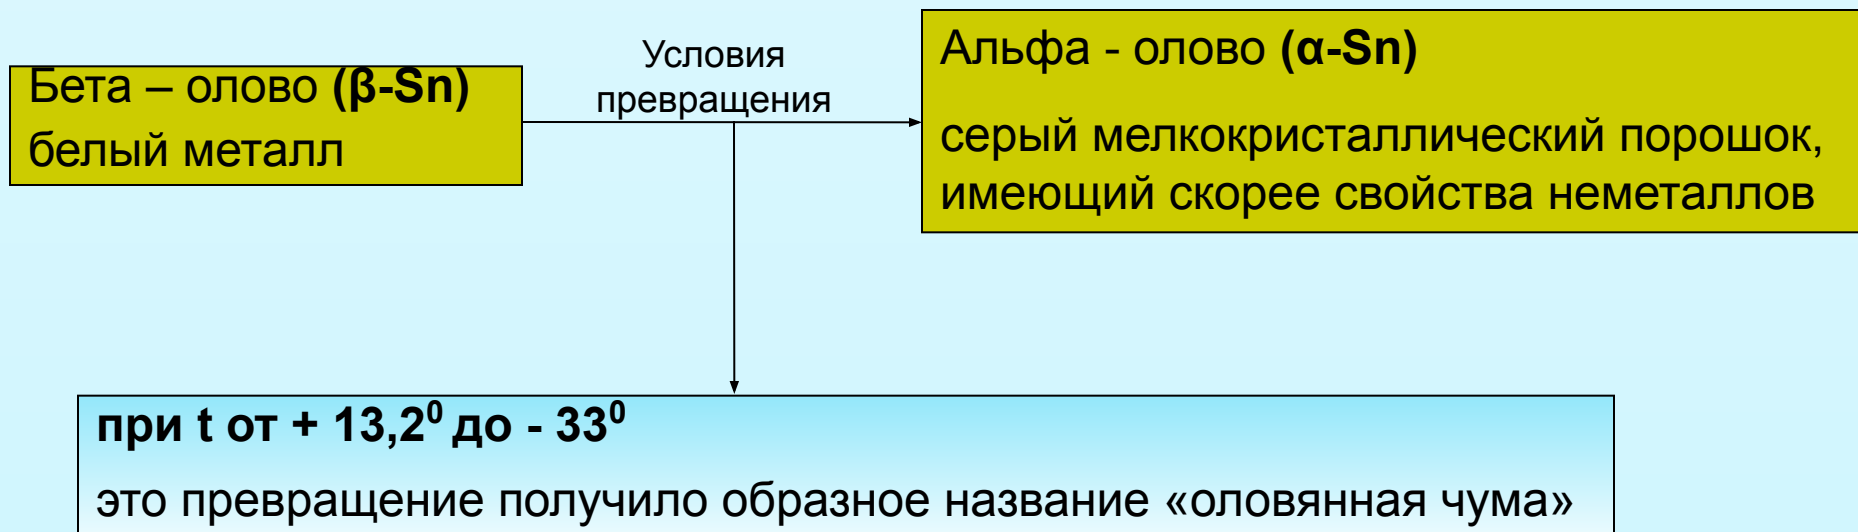 Бета – олово (β-Sn)
белый металл
Условия
превращения
Альфа - олово (α-Sn)
серый мелкокристаллический порошок,
имеющий скорее свойства неметаллов
при t от + 13,2⁰ до - 33⁰
это превращение получило образное название «оловянная чума»